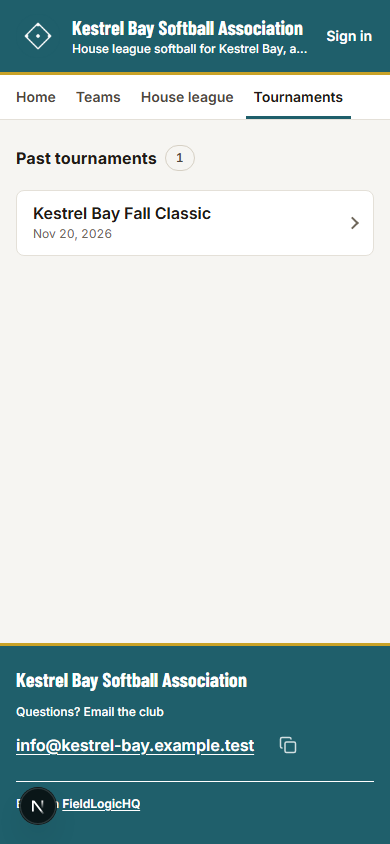 Kestrel Bay Softball Association
House league softball for Kestrel Bay, a...
Sign in
Home Teams House league Tournaments
Past tournaments 1
Kestrel Bay Fall Classic
Nov 20, 2026
Kestrel Bay Softball Association
Questions? Email the club
info@kestrel-bay.example.test
N FieldLogicHQ